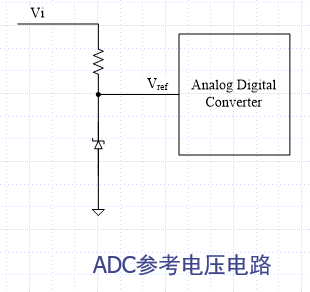 Vi
Vref
Analog Digital
Converter
ADC参考电压电路